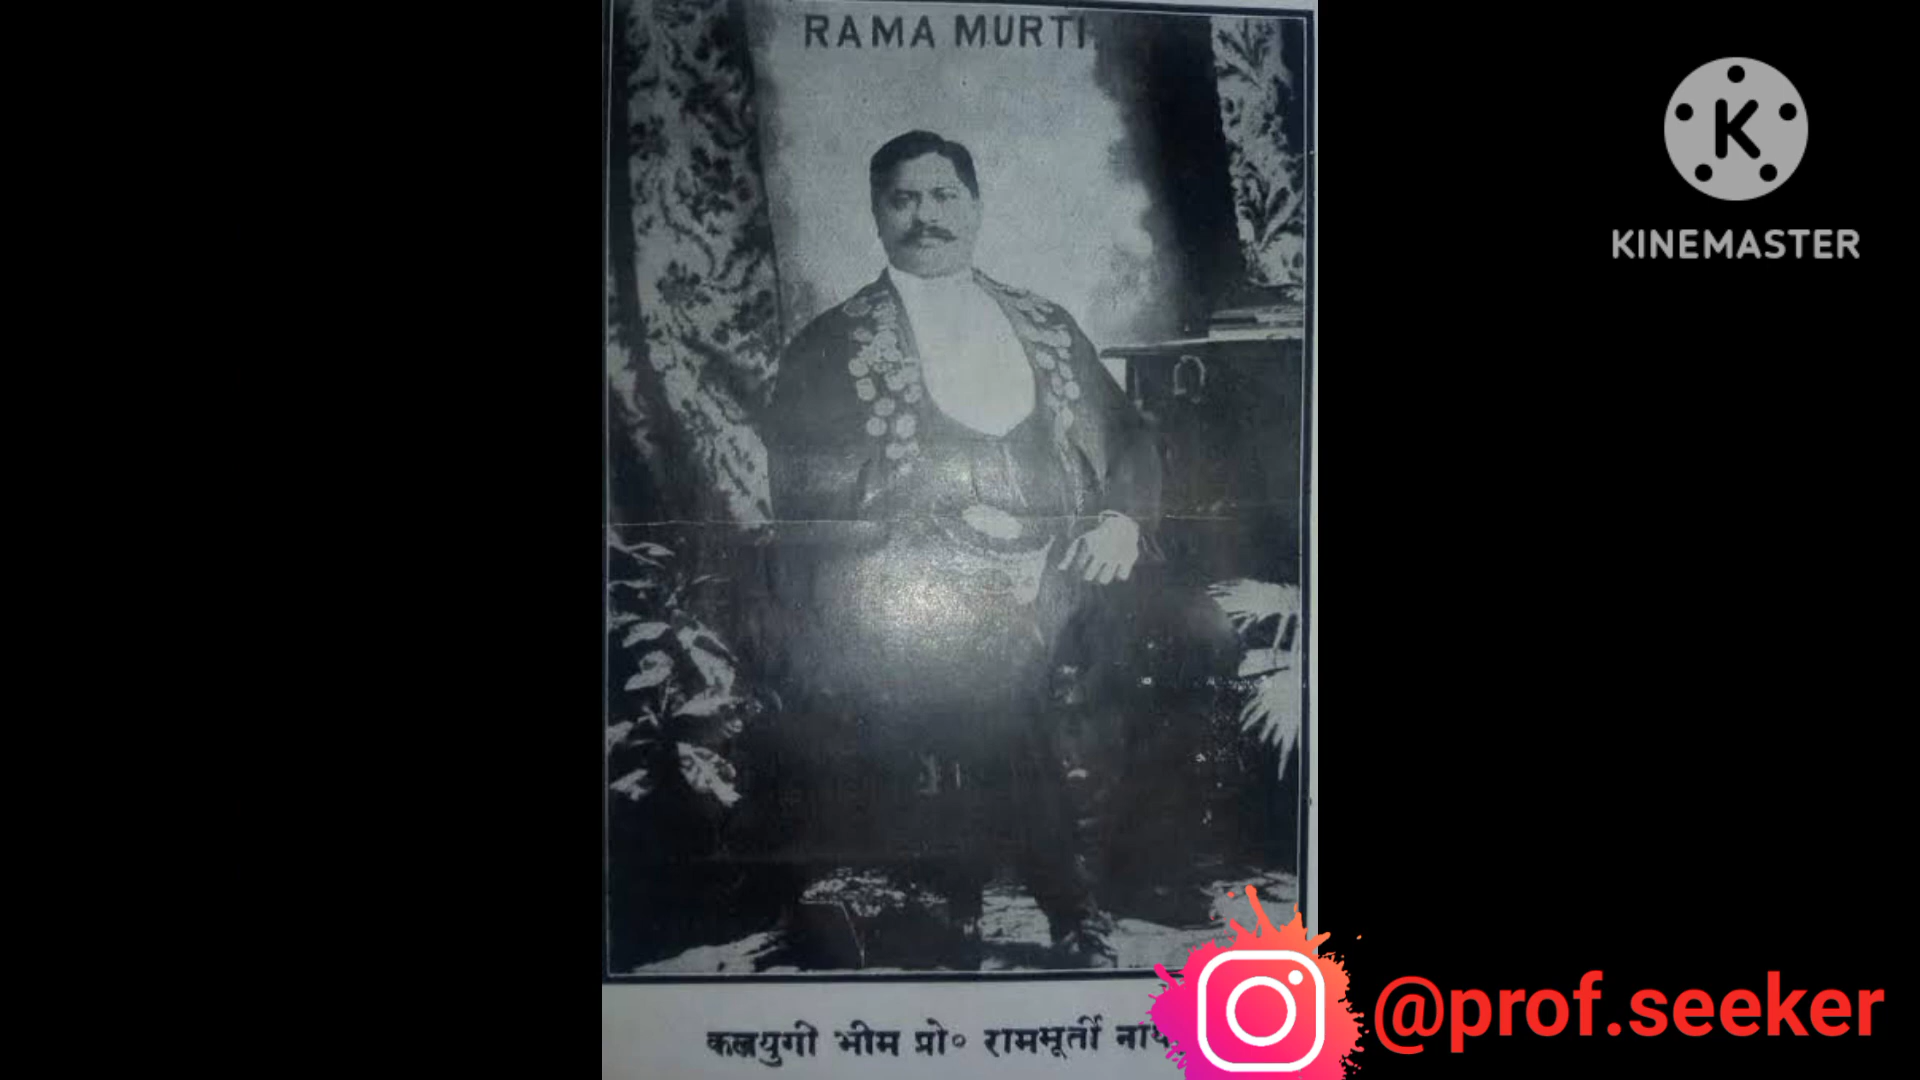 RAMA MURTI
K
KINEMASTER
कलयुगी भीम प्रो० राममूर्ती
@prof.seeker